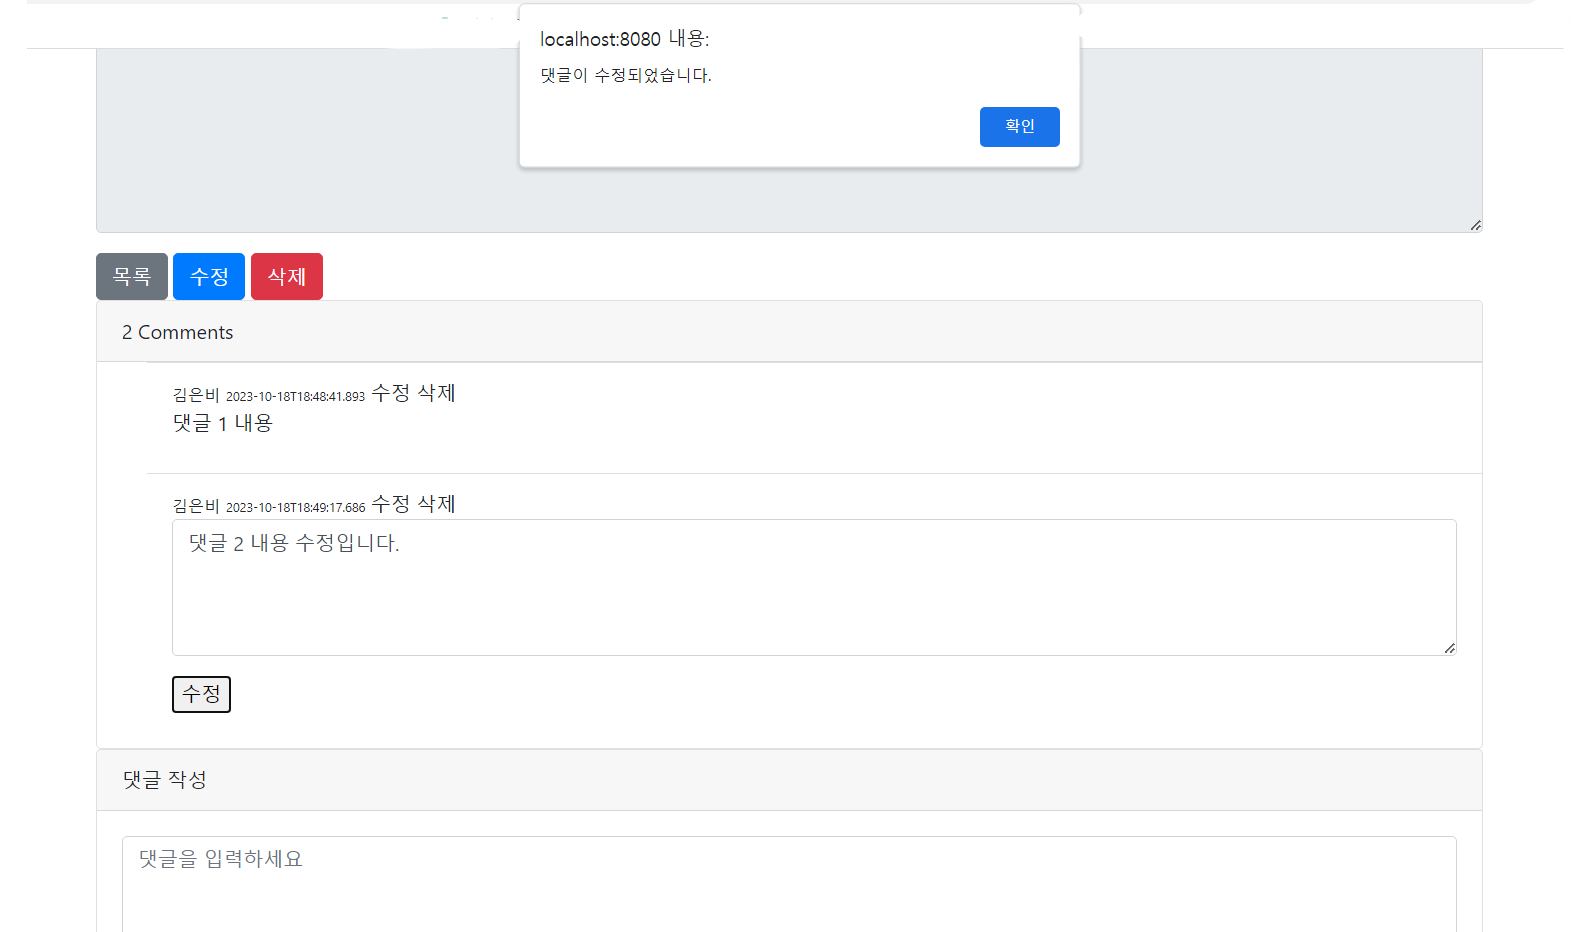 localhost:8080 내용:
댓글이 수정되었습니다.
확인
목록 수정 삭제
2 Comments
김은비 2023-10-18T18:48:41.893 수정 삭제
댓글 1 내용
김은비 2023-10-18T18:49:17.686 수정 삭제
댓글 2 내용 수정입니다.
수정
댓글 작성
댓글을 입력하세요